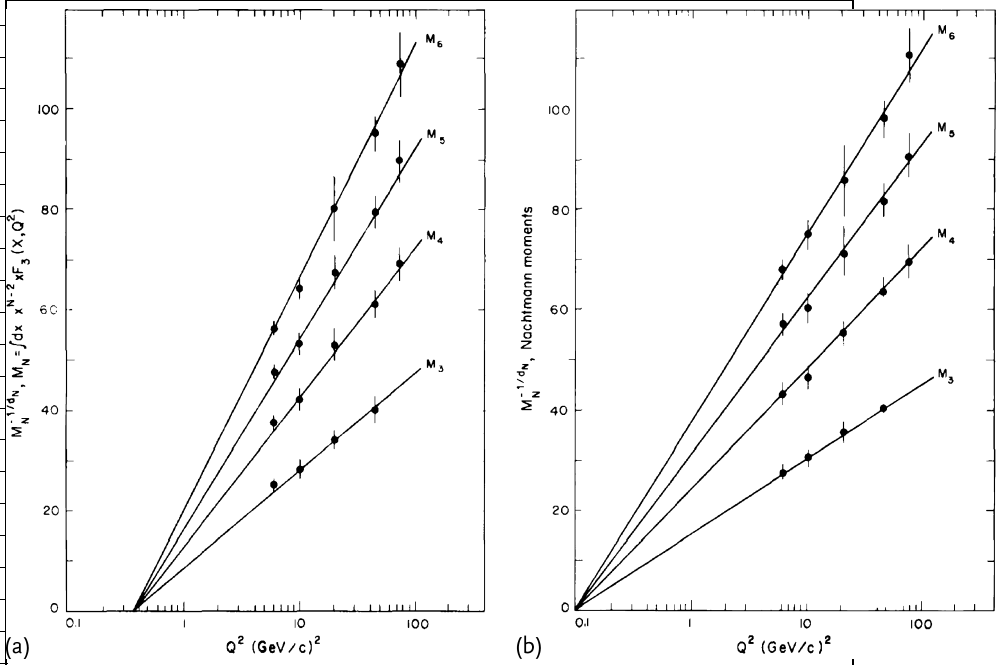 M6
M5
M4
M3
100
80
60
40
20
0
0.1
1
10
100
M_N^{-1/d_N}, M_N = ∫dx x^{N-2} xF_3 (X,Q^2)
Q^2 (GeV/c)^2
(a)
M6
M5
M4
M3
100
80
60
40
20
0
0.1
1
10
100
M_N^{-1/d_N}, Nachtmann moments
Q^2 (GeV/c)^2
(b)